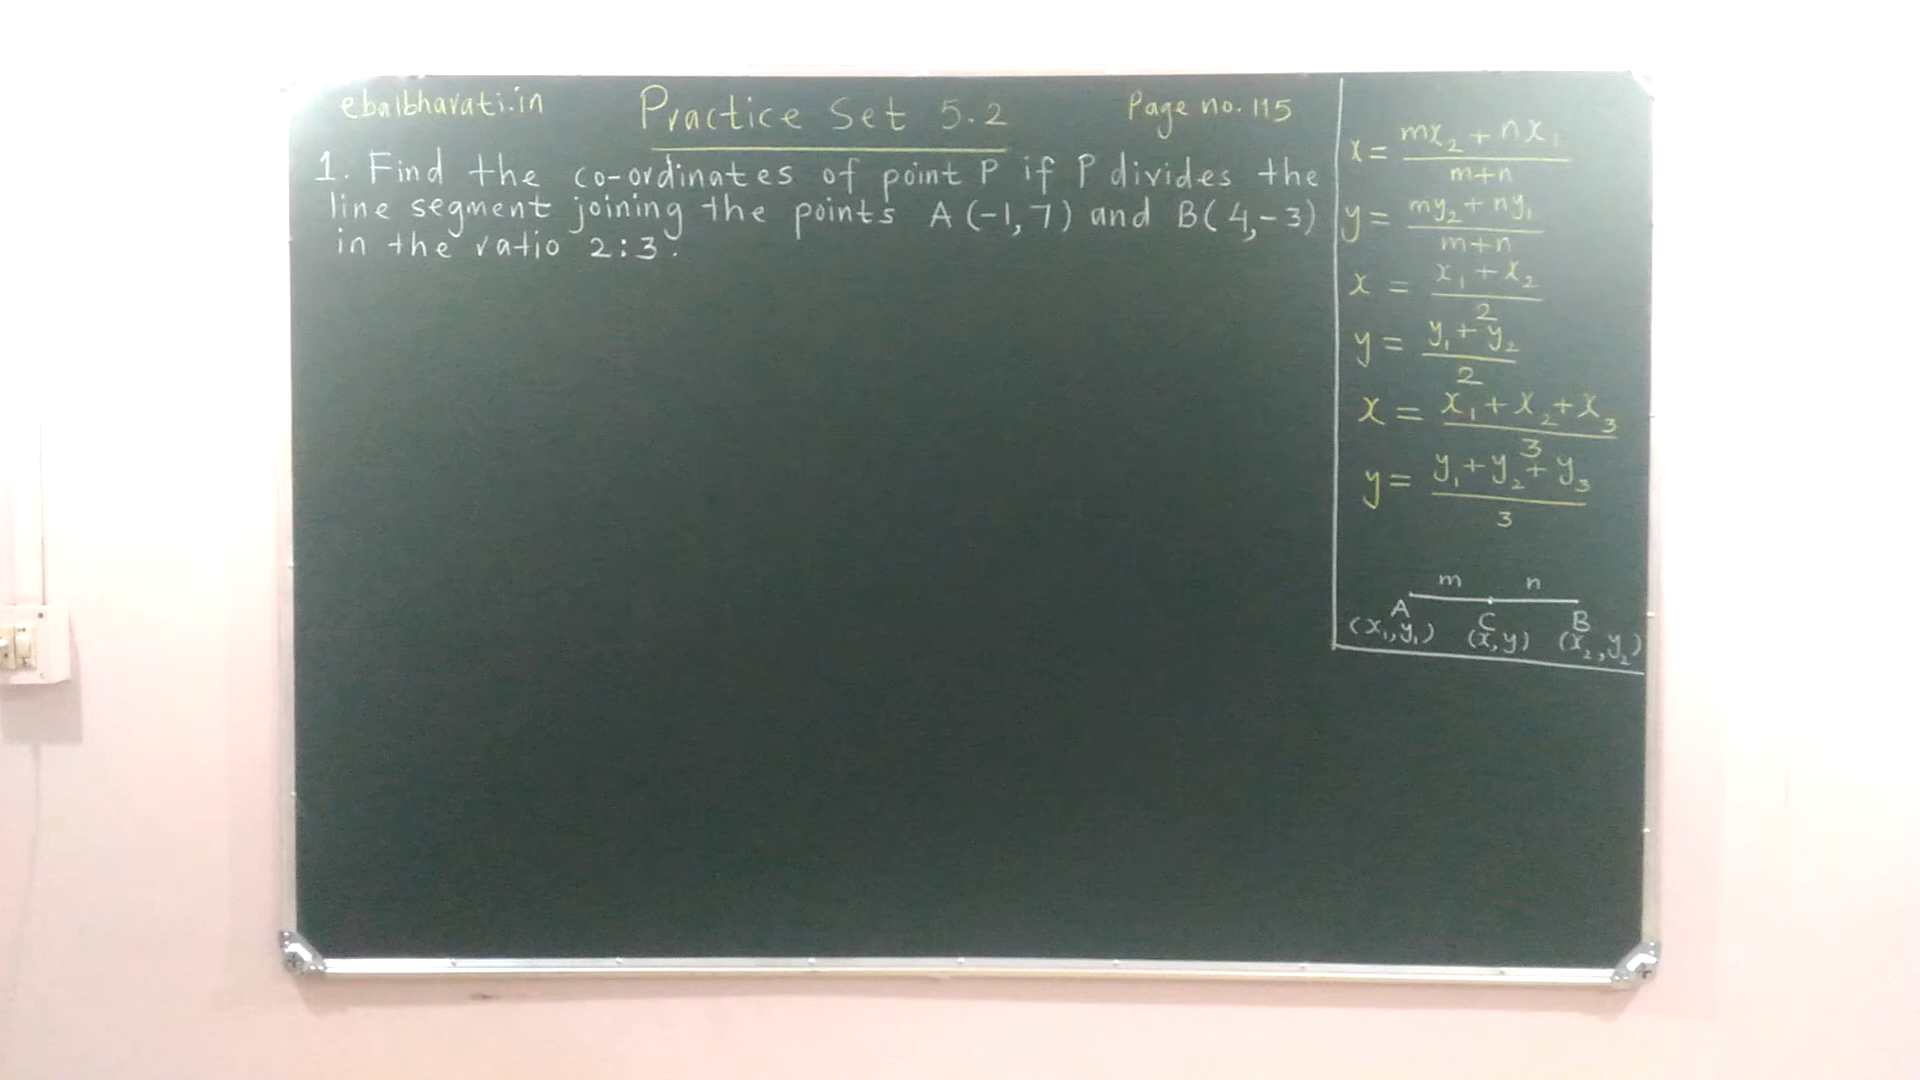 ebalbharati.in Practice Set 5.2 Page no. 115
1. Find the co-ordinates of point P if P divides the
line segment joining the points A (-1, 7) and B (4, -3)
in the ratio 2:3.
x = mx₂ + nx₁
m+n
y = my₂ + ny₁
m+n
x = x₁ + x₂
2
y = y₁ + y₂
2
x = x₁ + x₂ + x₃
3
y = y₁ + y₂ + y₃
3
m n
A C B
(x₁, y₁) (x, y) (x₂, y₂)